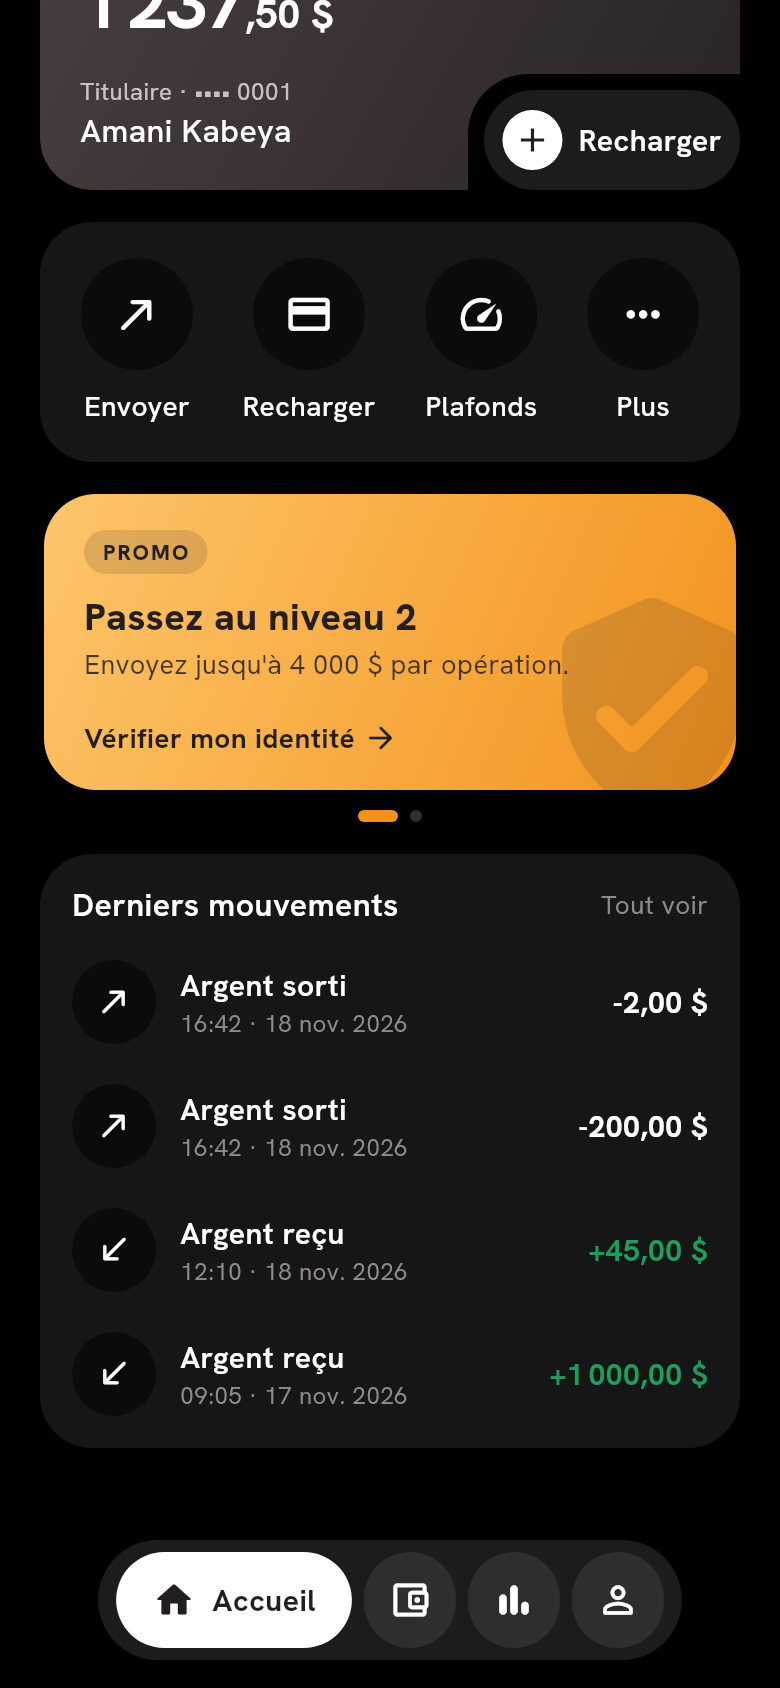 1 237,50 $
Titulaire · ▪▪▪▪ 0001
Amani Kabeya
Recharger
Envoyer
Recharger
Plafonds
Plus
PROMO
Passez au niveau 2
Envoyez jusqu'à 4 000 $ par opération.
Vérifier mon identité →
Derniers mouvements
Tout voir
Argent sorti
-2,00 $
16:42 · 18 nov. 2026
Argent sorti
-200,00 $
16:42 · 18 nov. 2026
Argent reçu
+45,00 $
12:10 · 18 nov. 2026
Argent reçu
+1 000,00 $
09:05 · 17 nov. 2026
Accueil